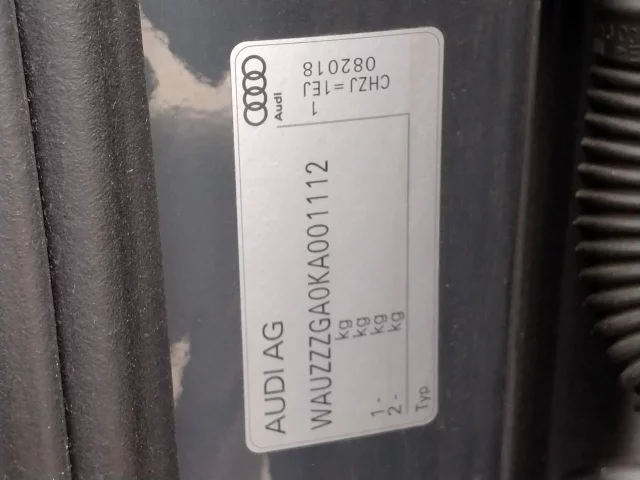 AUDI AG
WAUZZZGA0KA001112
kg
kg
1 - kg
2 - kg
Typ
Audi
1
CHZJ=1EJ
082018